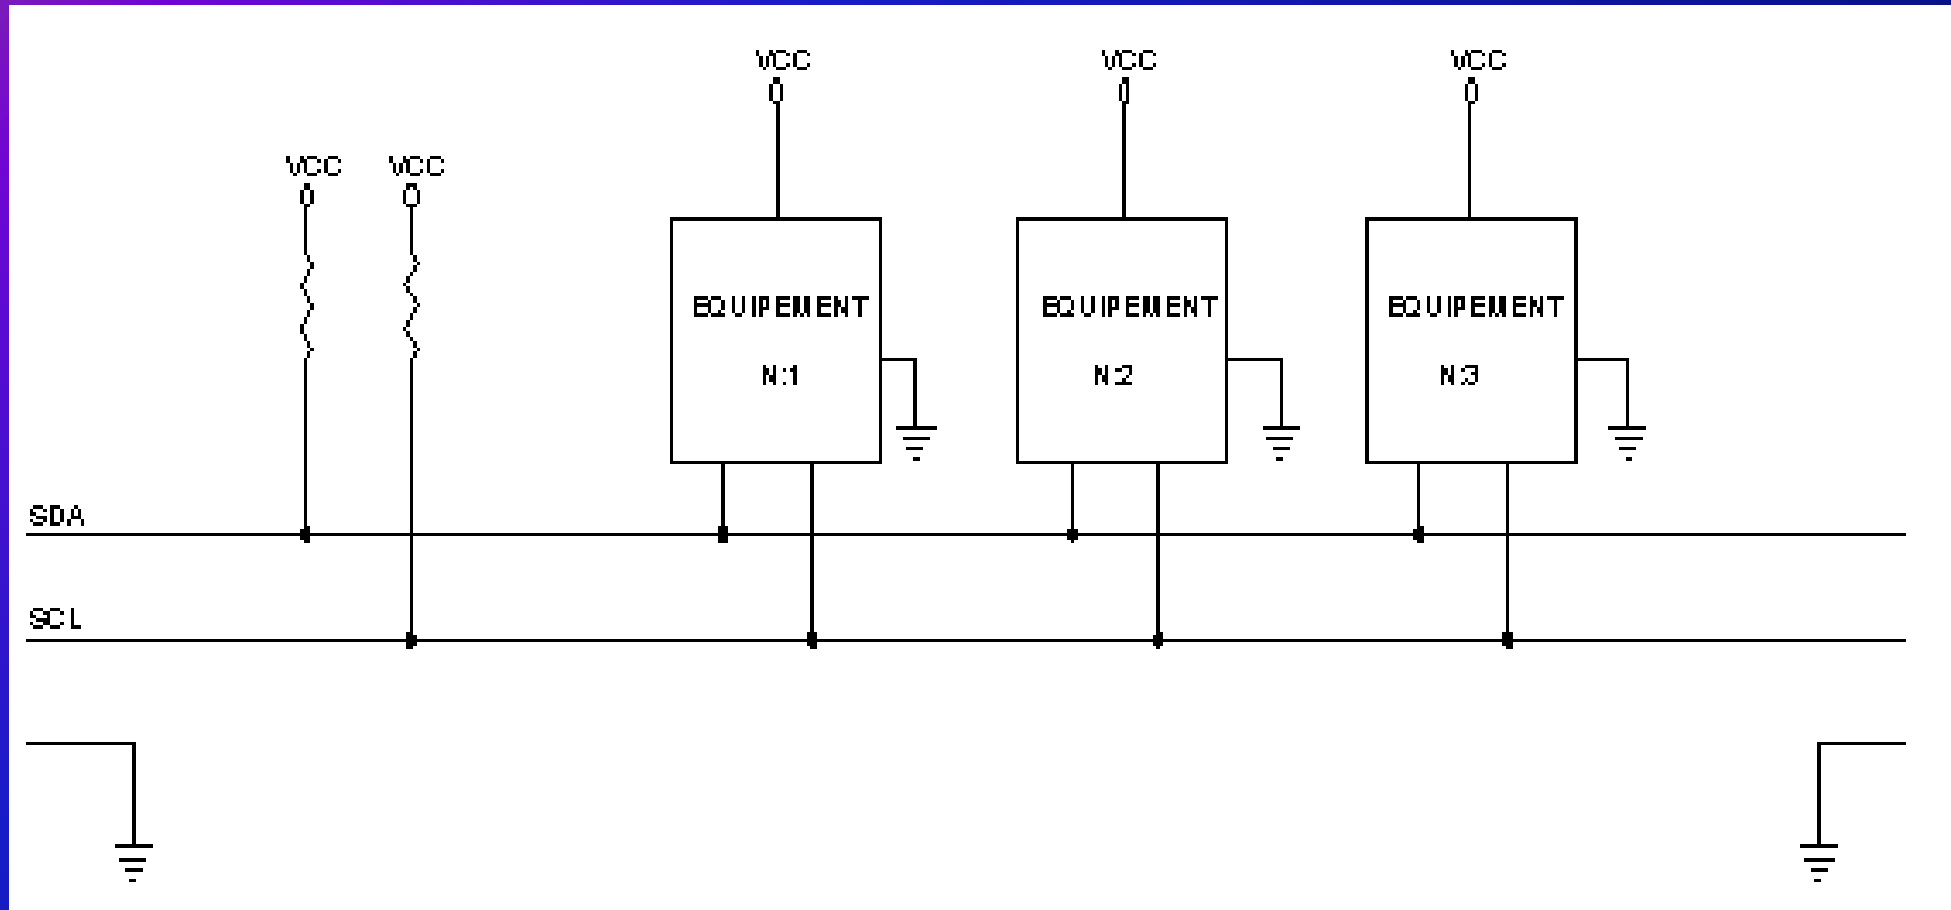 VCC VCC VCC
VCC VCC
EQUIPEMENT EQUIPEMENT EQUIPEMENT
N:1 N:2 N:3
SDA
SCL